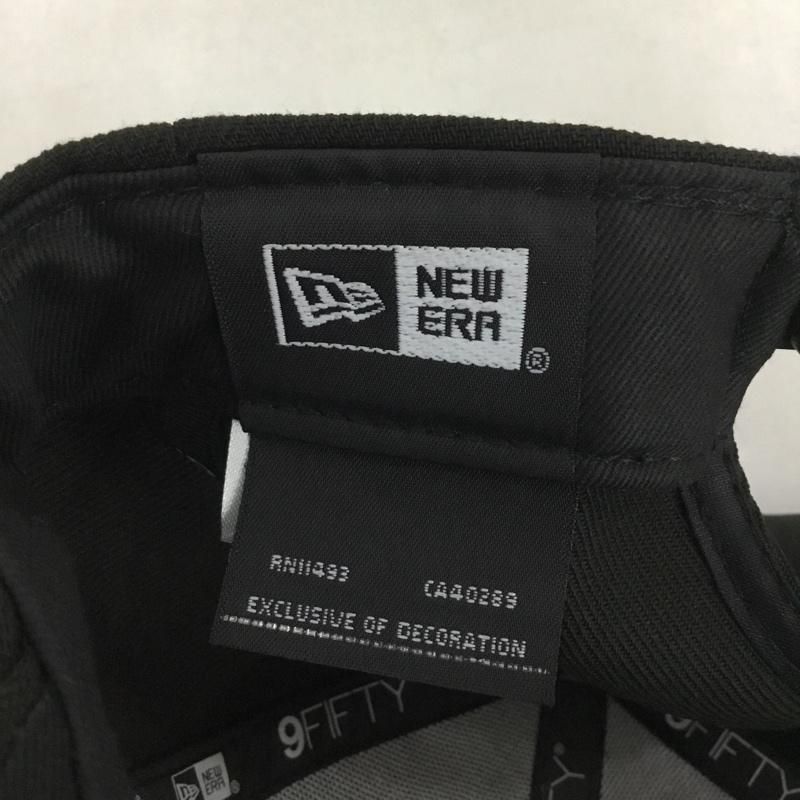 NEW
ERA
®
RN11493 CA40289
EXCLUSIVE OF DECORATION
9FIFTY
9FIFTY
NEW
ERA